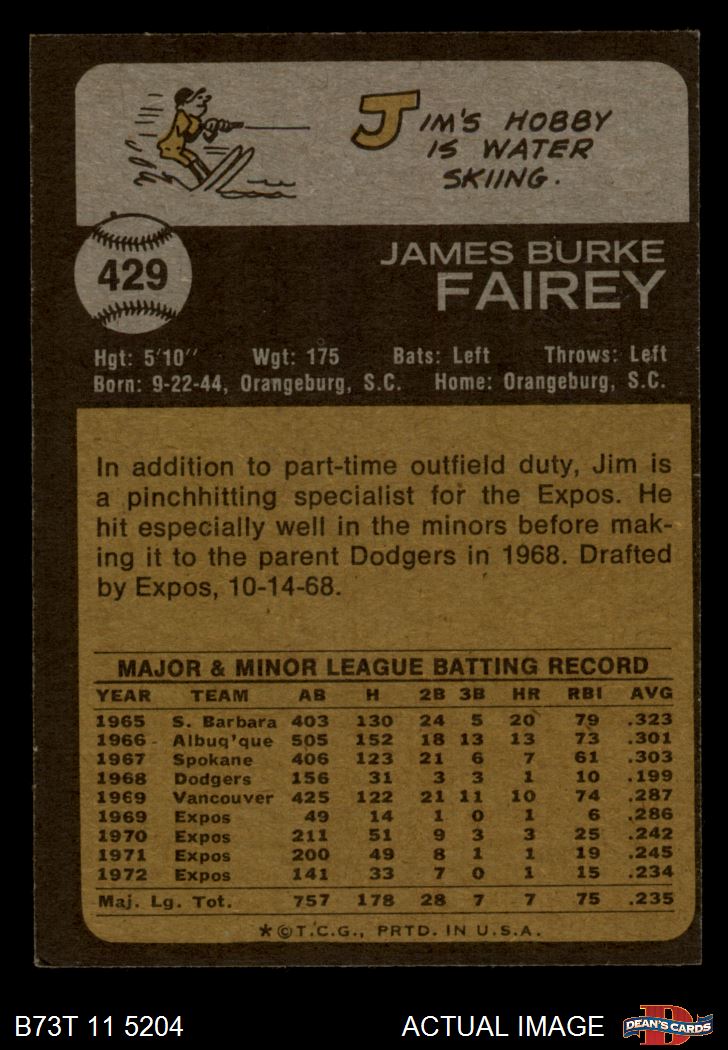 JIM'S HOBBY
IS WATER
SKIING.
429
JAMES BURKE
FAIREY
Hgt: 5'10" Wgt: 175 Bats: Left Throws: Left
Born: 9-22-44, Orangeburg, S.C. Home: Orangeburg, S.C.
In addition to part-time outfield duty, Jim is
a pinchhitting specialist for the Expos. He
hit especially well in the minors before mak-
ing it to the parent Dodgers in 1968. Drafted
by Expos, 10-14-68.
MAJOR & MINOR LEAGUE BATTING RECORD
YEAR TEAM AB H 2B 3B HR RBI AVG
1965 S. Barbara 403 130 24 5 20 79 .323
1966 Albuq'que 505 152 18 13 13 73 .301
1967 Spokane 406 123 21 6 7 61 .303
1968 Dodgers 156 31 3 3 1 10 .199
1969 Vancouver 425 122 21 11 10 74 .287
1969 Expos 49 14 1 0 1 6 .286
1970 Expos 211 51 9 3 3 25 .242
1971 Expos 200 49 8 1 1 19 .245
1972 Expos 141 33 7 0 1 15 .234
Maj. Lg. Tot. 757 178 28 7 7 75 .235
*©T.C.G., PRTD. IN U.S.A.
B73T 11 5204 ACTUAL IMAGE
D
DEAN'S CARDS